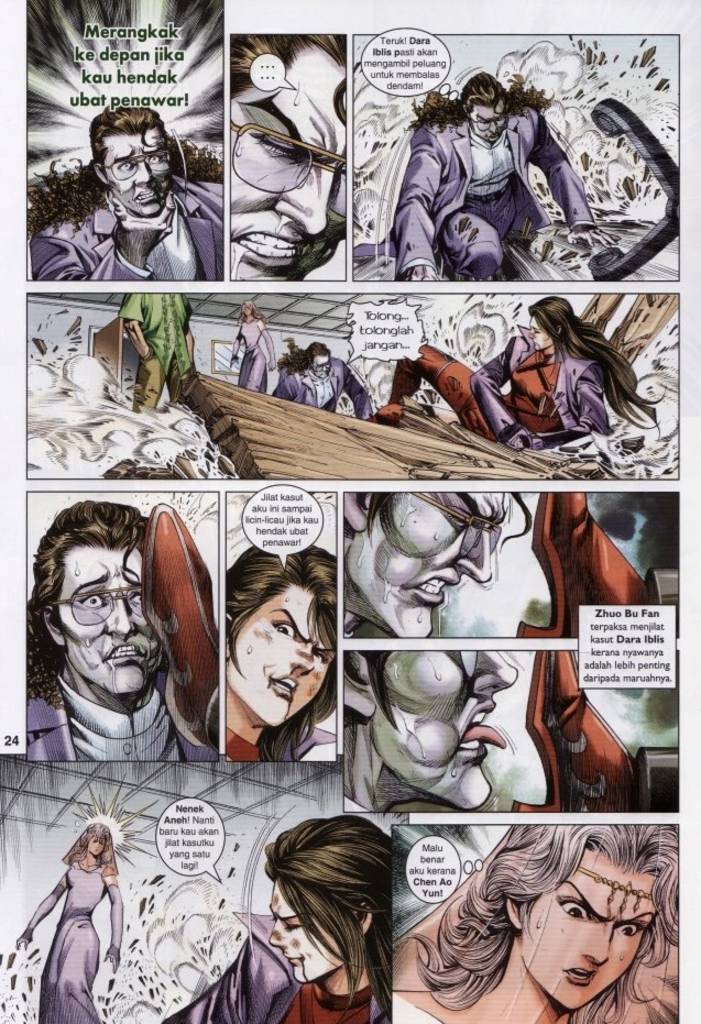 Merangkak
ke depan jika
kau hendak
ubat penawar!
...
...
Teruk! Dara
Iblis pasti akan
mengambil peluang
untuk membalas
dendam!
Tolong...
tolonglah
jangan...
Jilat kasut
aku ini sampai
licin-licau jika kau
hendak ubat
penawar!
Zhuo Bu Fan
terpaksa menjilat
kasut Dara Iblis
kerana nyawanya
adalah lebih penting
daripada maruahnya.
24
Nenek
Aneh! Nanti
baru kau akan
jilat kasutku
yang satu
lagi!
Malu
benar
aku kerana
Chen Ao
Yun!